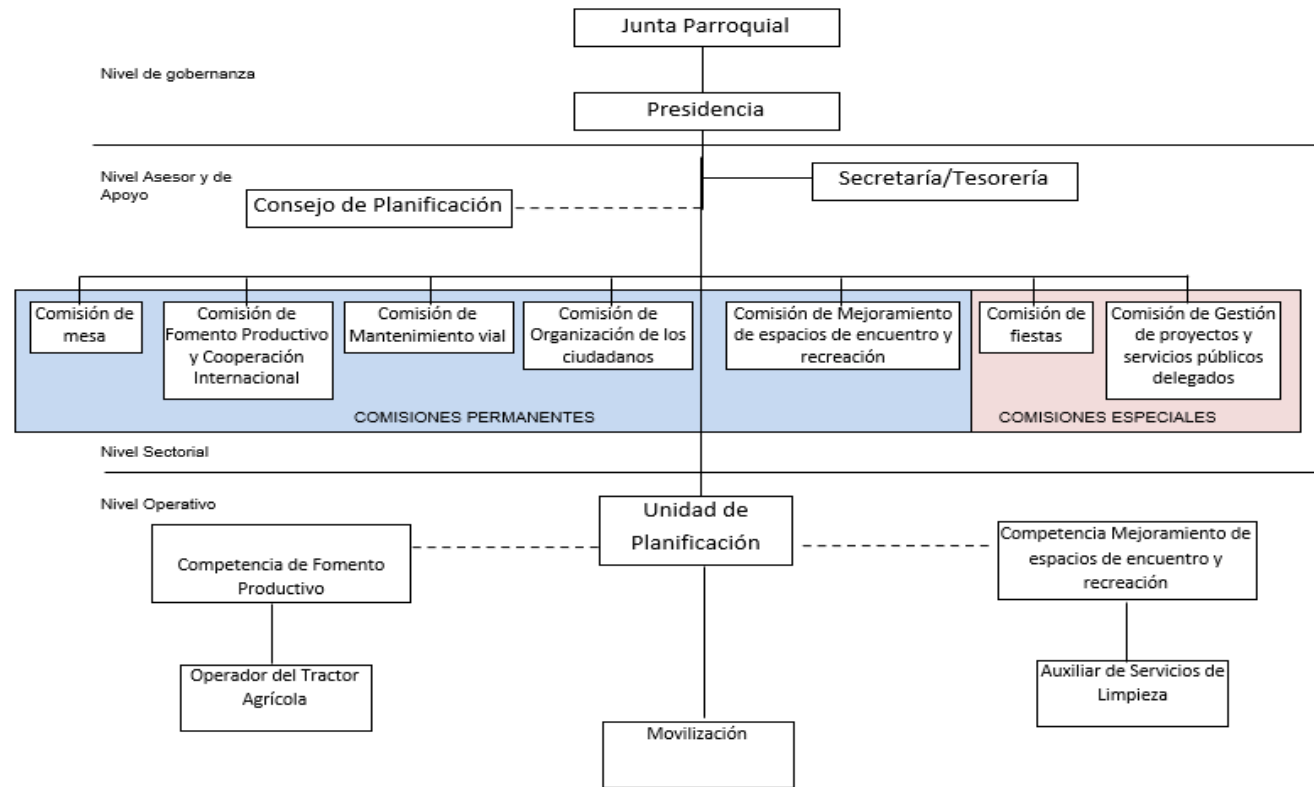 Junta Parroquial
Nivel de gobernanza
Presidencia
Nivel Asesor y de
Apoyo
Secretaría/Tesorería
Consejo de Planificación
Comisión de
mesa
Comisión de
Fomento Productivo
y Cooperación
Internacional
Comisión de
Mantenimiento vial
Comisión de
Organización de los
ciudadanos
Comisión de Mejoramiento
de espacios de encuentro y
recreación
Comisión de
fiestas
Comisión de Gestión
de proyectos y
servicios públicos
delegados
COMISIONES PERMANENTES
COMISIONES ESPECIALES
Nivel Sectorial
Nivel Operativo
Unidad de
Planificación
Competencia de Fomento
Productivo
Competencia Mejoramiento de
espacios de encuentro y
recreación
Operador del Tractor
Agrícola
Auxiliar de Servicios de
Limpieza
Movilización